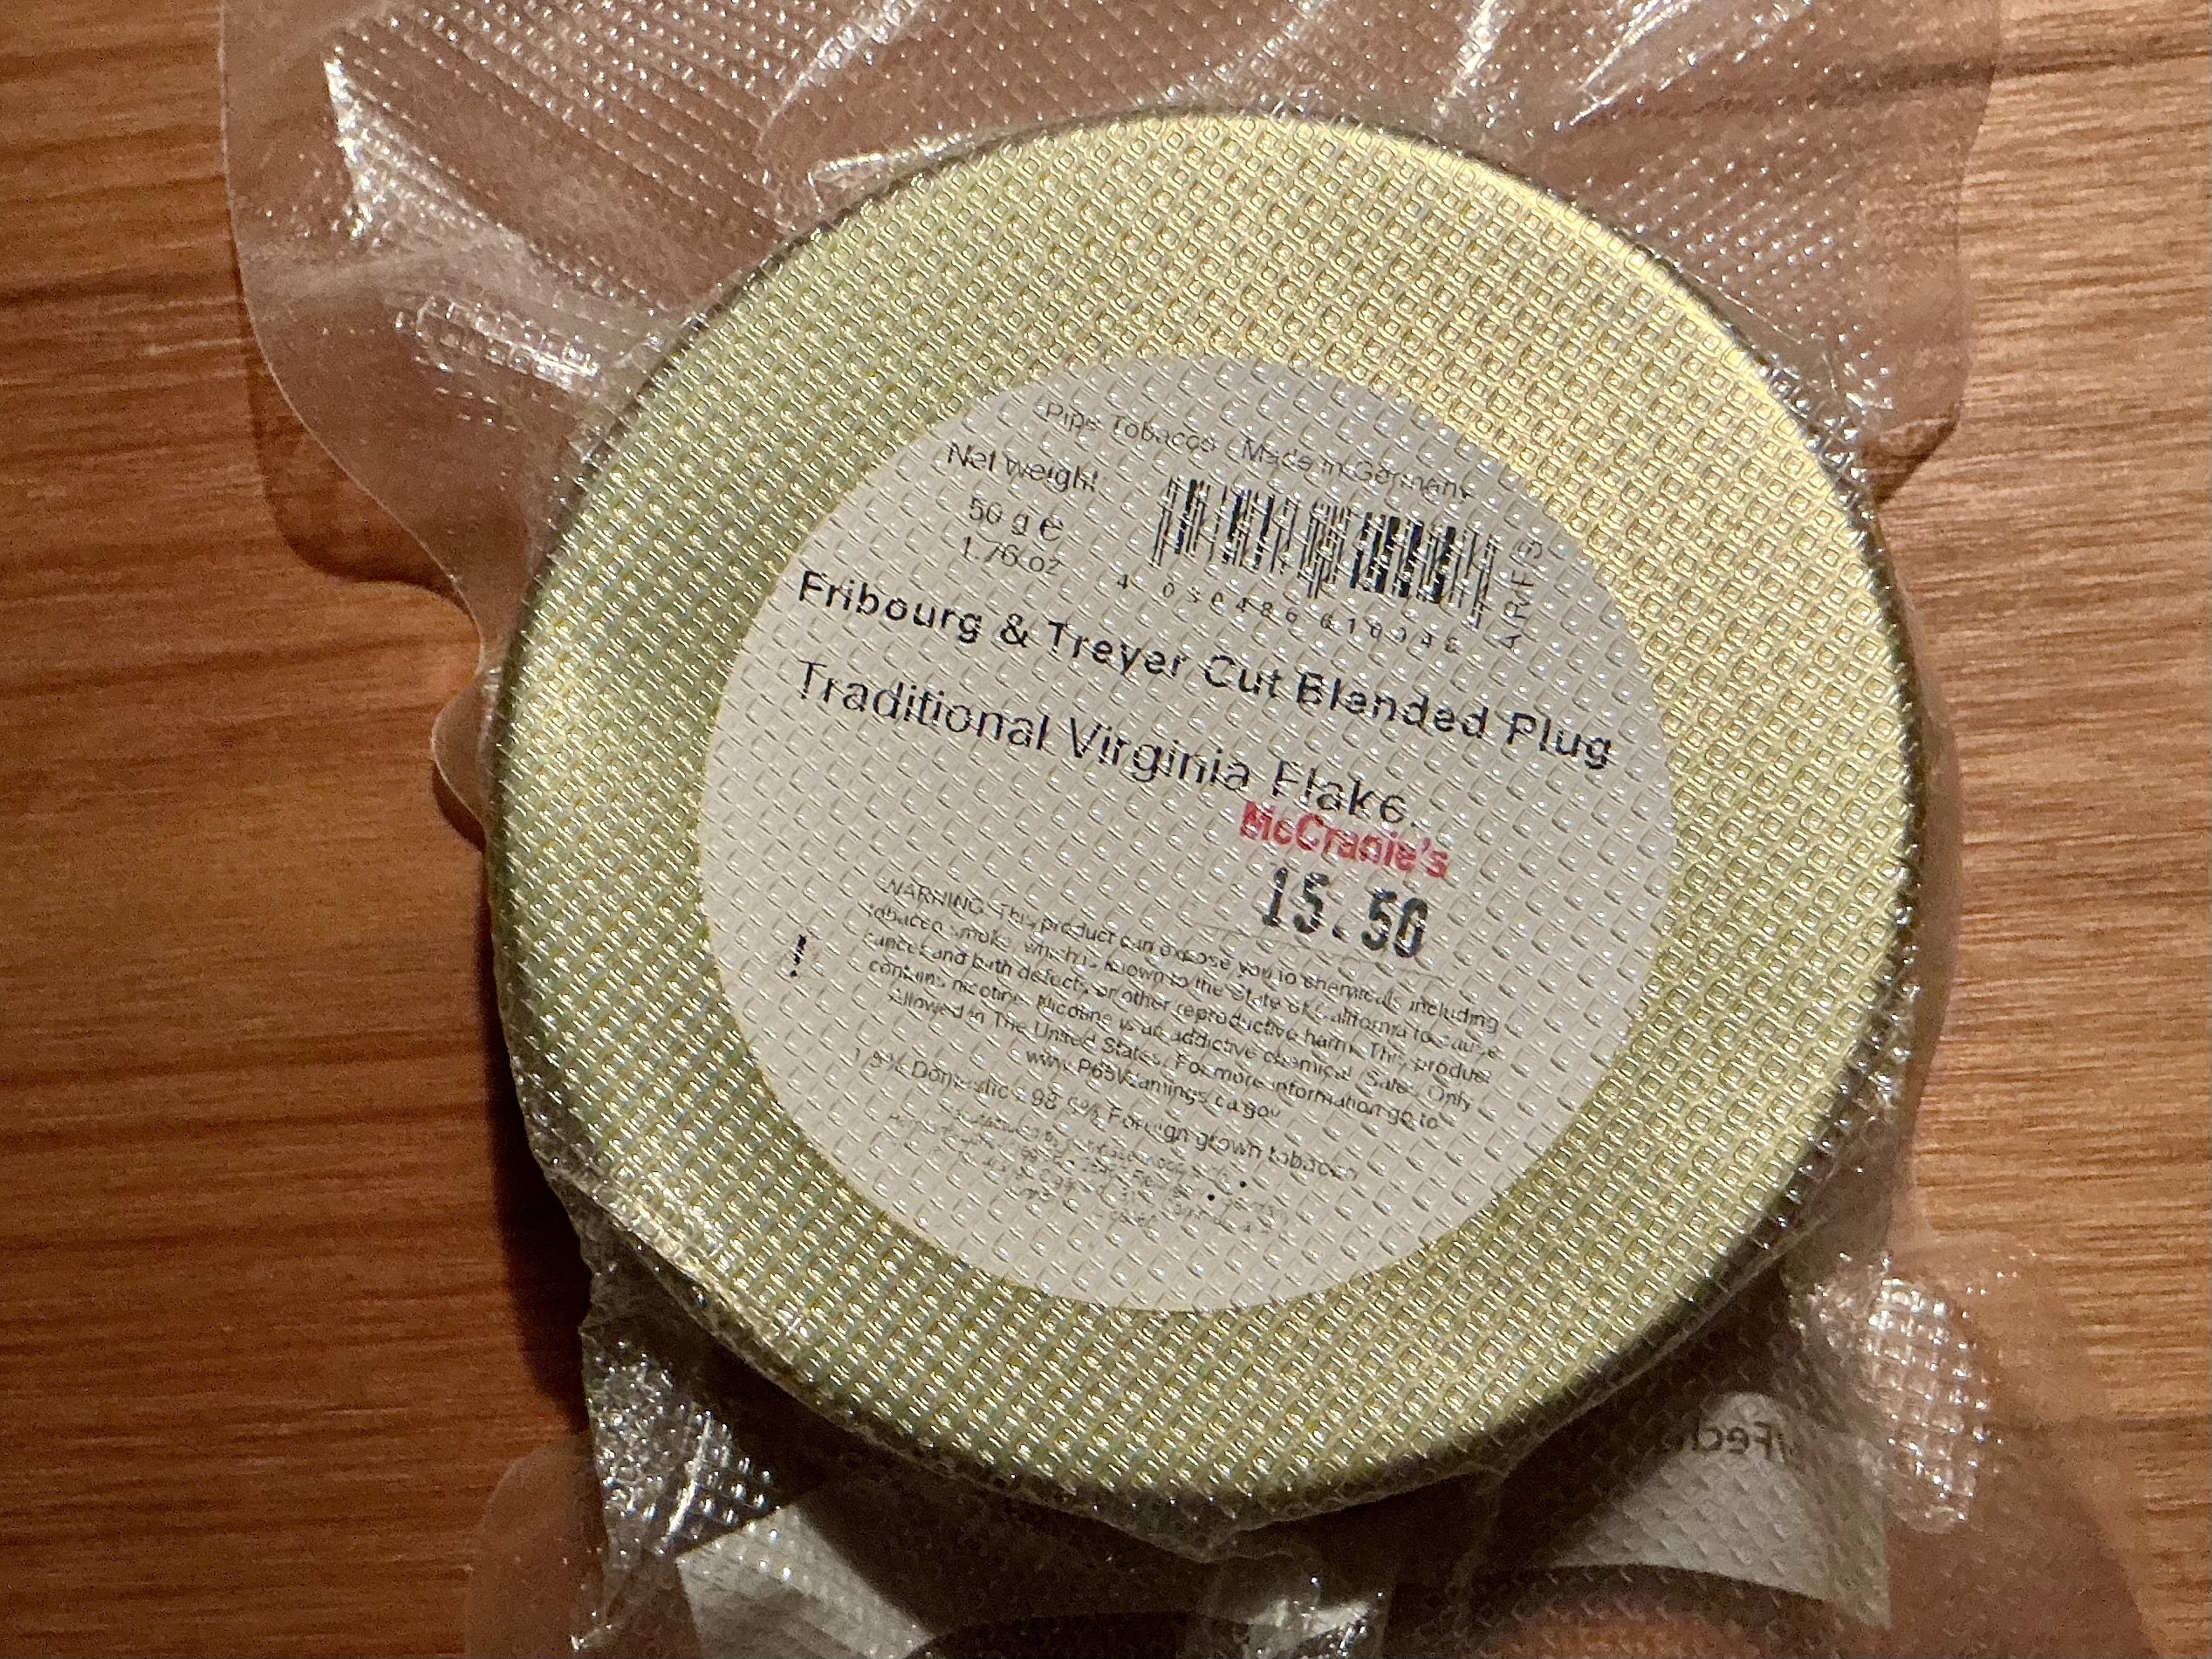 Pipe Tobacco - Made in Germany
Net weight:
50 g e
1.76 oz
Fribourg & Treyer Cut Blended Plug
Traditional Virginia Flake.
McCranie's
15.50
WARNING: This product can expose you to chemicals including
tobacco smoke, which is known to the State of California to cause
cancer and birth defects or other reproductive harm. This product
contains nicotine. Nicotine is an addictive chemical. Sale Only
Allowed in The United States. For more information go to
www.P65Warnings.ca.gov
% Domestic 98.5% Foreign grown tobacco